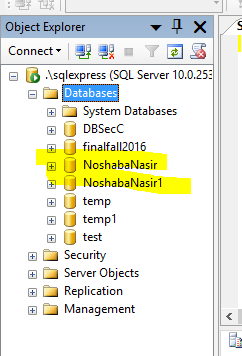 Object Explorer
Connect
.\sqlexpress (SQL Server 10.0.253
Databases
System Databases
DBSecC
finalfall2016
NoshabaNasir
NoshabaNasir1
temp
temp1
test
Security
Server Objects
Replication
Management